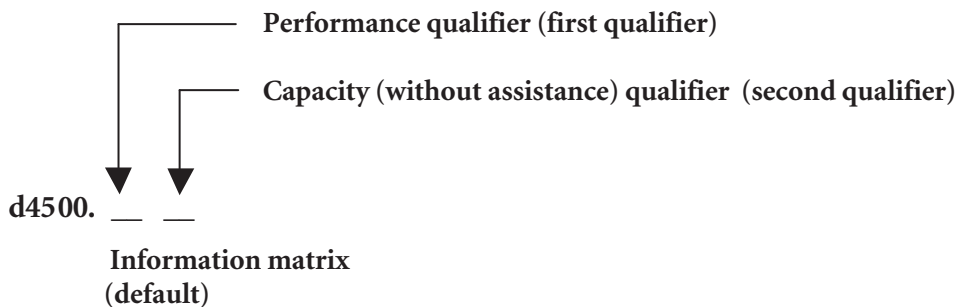 Performance qualifier (first qualifier)
Capacity (without assistance) qualifier (second qualifier)
d4500. __ __
Information matrix
(default)